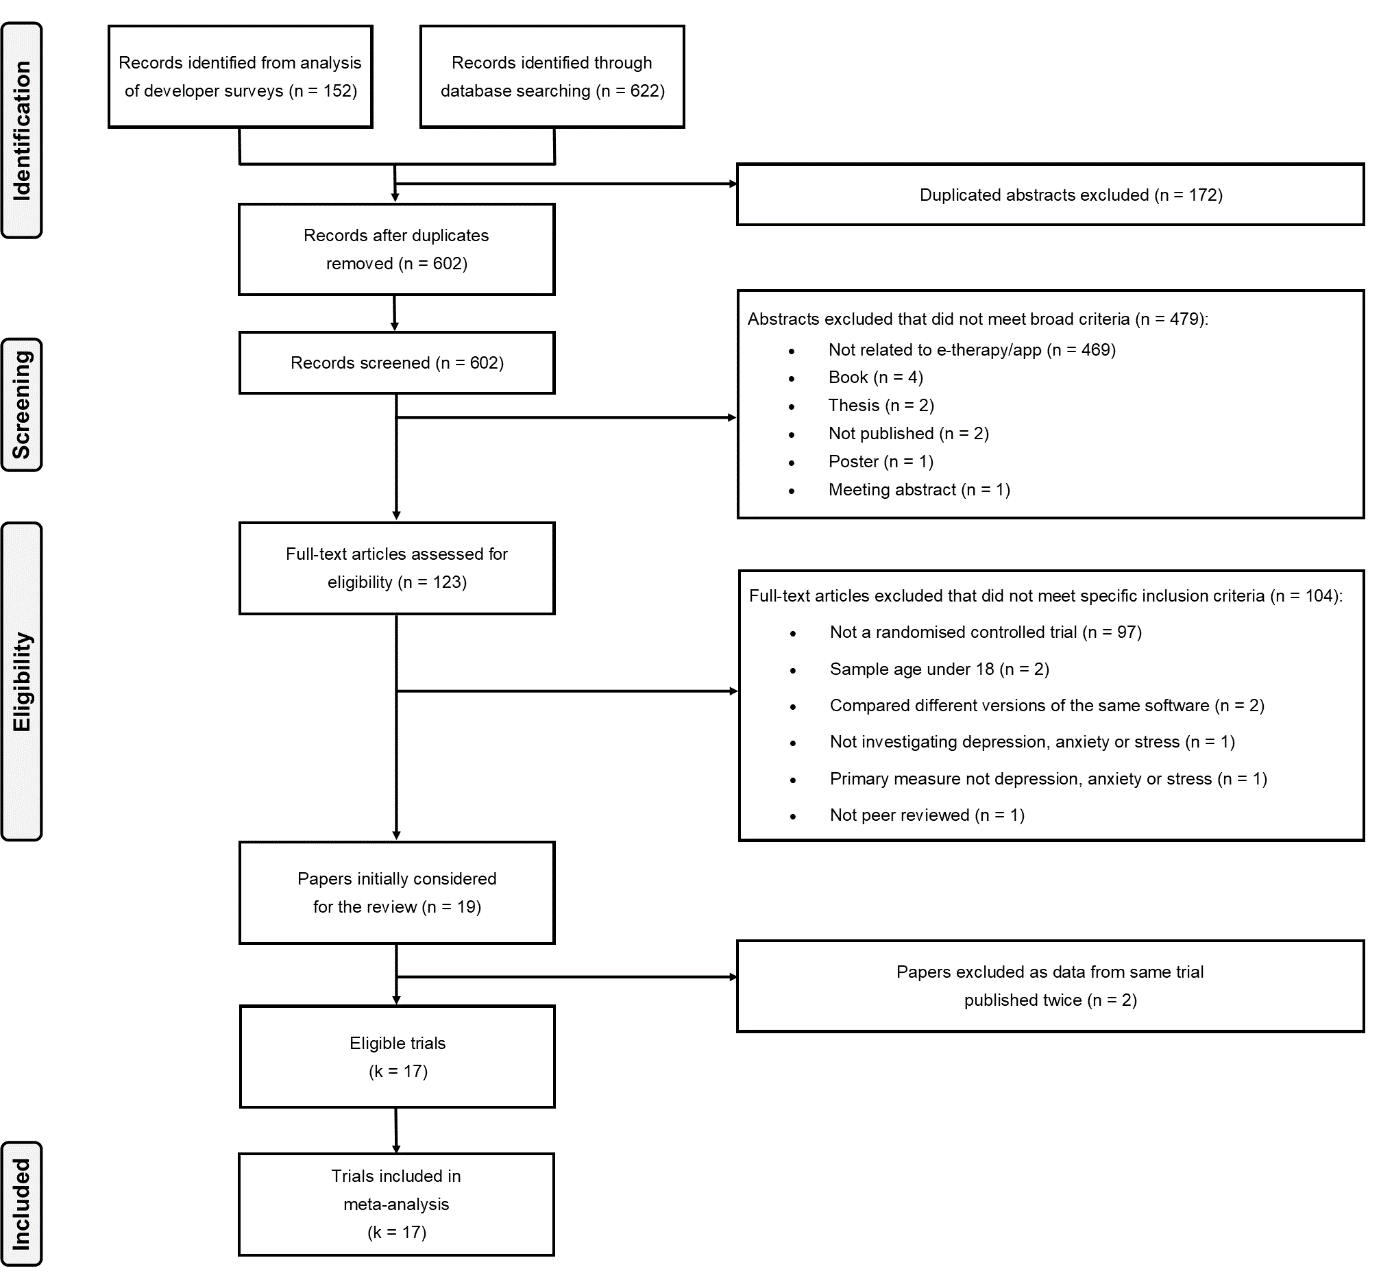 Identification
Records identified from analysis
of developer surveys (n = 152)
Records identified through
database searching (n = 622)
Duplicated abstracts excluded (n = 172)
Records after duplicates
removed (n = 602)
Screening
Records screened (n = 602)
Abstracts excluded that did not meet broad criteria (n = 479):
• Not related to e-therapy/app (n = 469)
• Book (n = 4)
• Thesis (n = 2)
• Not published (n = 2)
• Poster (n = 1)
• Meeting abstract (n = 1)
Eligibility
Full-text articles assessed for
eligibility (n = 123)
Full-text articles excluded that did not meet specific inclusion criteria (n = 104):
• Not a randomised controlled trial (n = 97)
• Sample age under 18 (n = 2)
• Compared different versions of the same software (n = 2)
• Not investigating depression, anxiety or stress (n = 1)
• Primary measure not depression, anxiety or stress (n = 1)
• Not peer reviewed (n = 1)
Papers initially considered
for the review (n = 19)
Papers excluded as data from same trial
published twice (n = 2)
Eligible trials
(k = 17)
Included
Trials included in
meta-analysis
(k = 17)